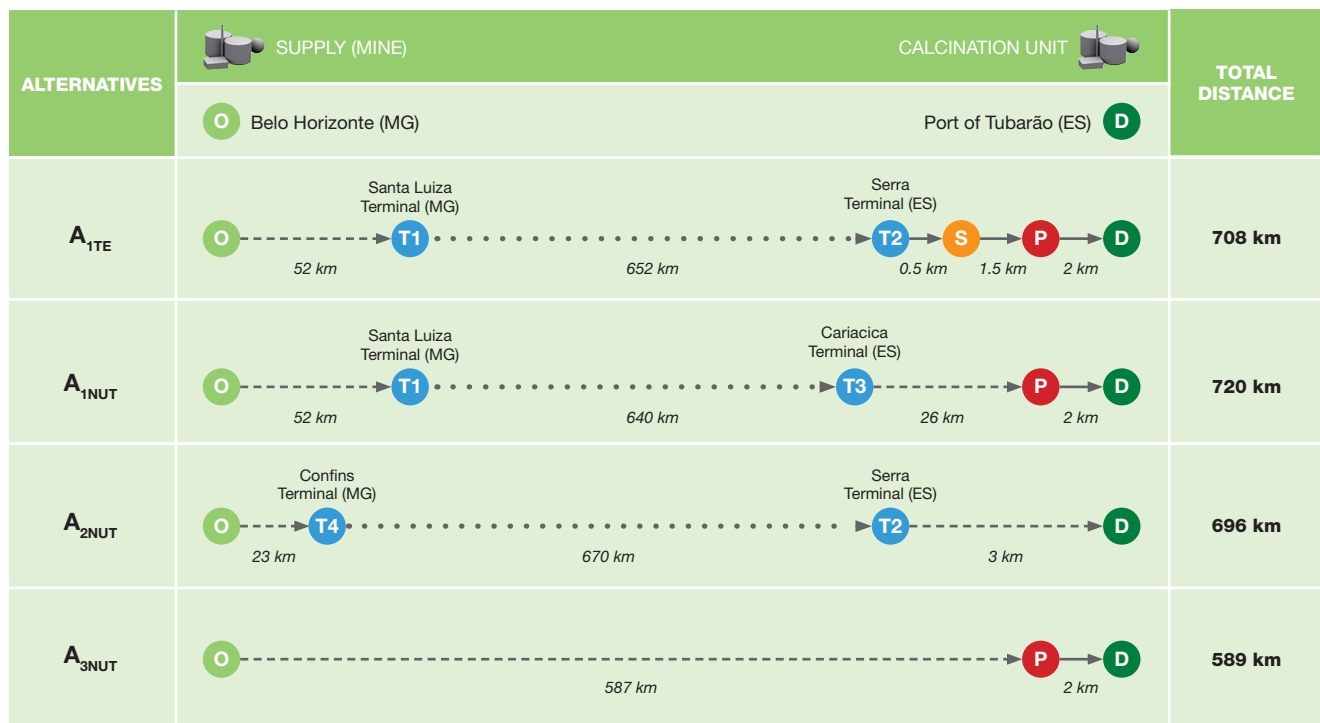 ALTERNATIVES
SUPPLY (MINE)
CALCINATION UNIT
TOTAL
DISTANCE
O Belo Horizonte (MG)
Port of Tubarão (ES) D
A1TE
Santa Luiza
Terminal (MG)
Serra
Terminal (ES)
O T1 T2 S P D
52 km 652 km 0.5 km 1.5 km 2 km
708 km
A1NUT
Santa Luiza
Terminal (MG)
Cariacica
Terminal (ES)
O T1 T3 P D
52 km 640 km 26 km 2 km
720 km
A2NUT
Confins
Terminal (MG)
Serra
Terminal (ES)
O T4 T2 D
23 km 670 km 3 km
696 km
A3NUT
O P D
587 km 2 km
589 km